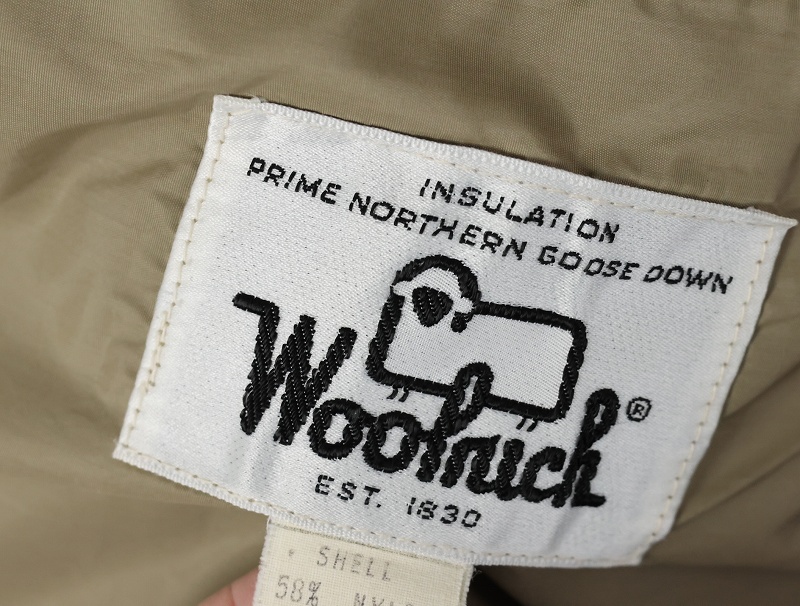 INSULATION
PRIME NORTHERN GOOSE DOWN
Woolrich®
EST. 1830
SHELL
58%